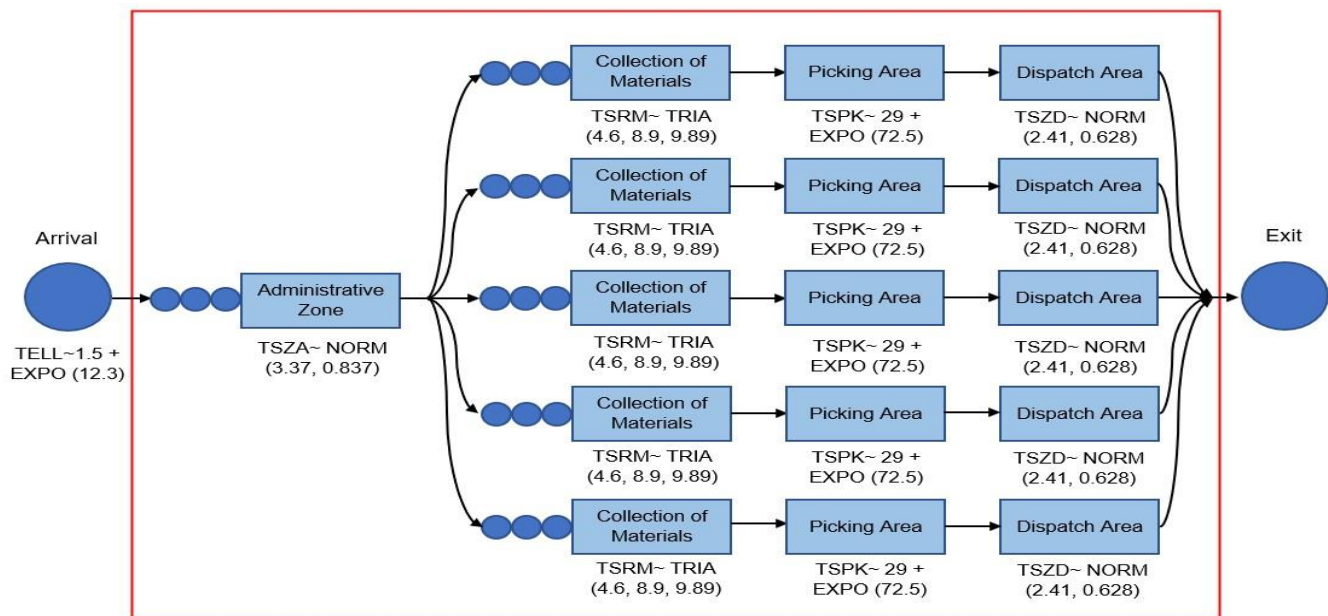 Collection of
Materials
Picking Area
Dispatch Area
TSRM~ TRIA
(4.6, 8.9, 9.89)
TSPK~ 29 +
EXPO (72.5)
TSZD~ NORM
(2.41, 0.628)
Collection of
Materials
Picking Area
Dispatch Area
TSRM~ TRIA
(4.6, 8.9, 9.89)
TSPK~ 29 +
EXPO (72.5)
TSZD~ NORM
(2.41, 0.628)
Arrival
TELL~1.5 +
EXPO (12.3)
Administrative
Zone
TSZA~ NORM
(3.37, 0.837)
Collection of
Materials
Picking Area
Dispatch Area
TSRM~ TRIA
(4.6, 8.9, 9.89)
TSPK~ 29 +
EXPO (72.5)
TSZD~ NORM
(2.41, 0.628)
Exit
Collection of
Materials
Picking Area
Dispatch Area
TSRM~ TRIA
(4.6, 8.9, 9.89)
TSPK~ 29 +
EXPO (72.5)
TSZD~ NORM
(2.41, 0.628)
Collection of
Materials
Picking Area
Dispatch Area
TSRM~ TRIA
(4.6, 8.9, 9.89)
TSPK~ 29 +
EXPO (72.5)
TSZD~ NORM
(2.41, 0.628)